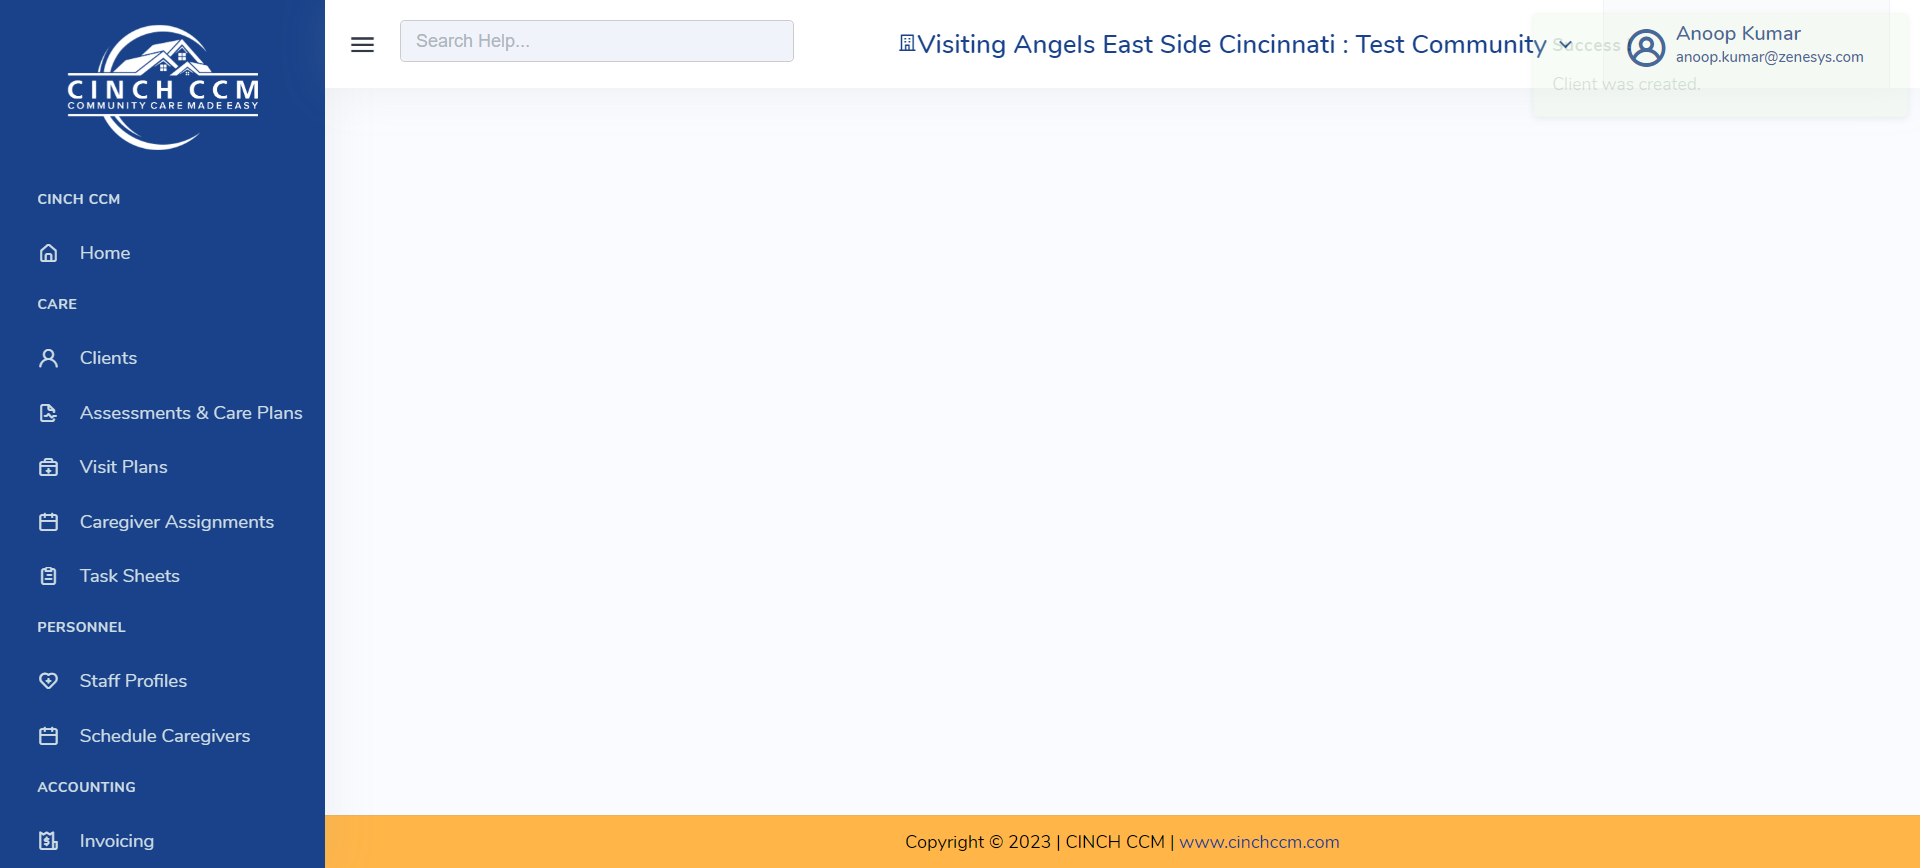 CINCH CCM
COMMUNITY CARE MADE EASY
CINCH CCM
Home
CARE
Clients
Assessments & Care Plans
Visit Plans
Caregiver Assignments
Task Sheets
PERSONNEL
Staff Profiles
Schedule Caregivers
ACCOUNTING
Invoicing
Search Help...
Visiting Angels East Side Cincinnati : Test Community
Success
Client was created.
Anoop Kumar
anoop.kumar@zenesys.com
Copyright © 2023 | CINCH CCM | www.cinchccm.com